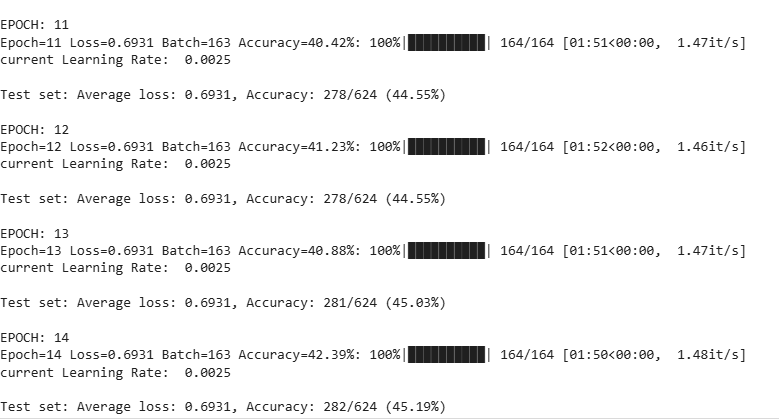 EPOCH: 11
Epoch=11 Loss=0.6931 Batch=163 Accuracy=40.42%: 100%|██████████| 164/164 [01:51<00:00,  1.47it/s]
current Learning Rate:  0.0025
Test set: Average loss: 0.6931, Accuracy: 278/624 (44.55%)
EPOCH: 12
Epoch=12 Loss=0.6931 Batch=163 Accuracy=41.23%: 100%|██████████| 164/164 [01:52<00:00,  1.46it/s]
current Learning Rate:  0.0025
Test set: Average loss: 0.6931, Accuracy: 278/624 (44.55%)
EPOCH: 13
Epoch=13 Loss=0.6931 Batch=163 Accuracy=40.88%: 100%|██████████| 164/164 [01:51<00:00,  1.47it/s]
current Learning Rate:  0.0025
Test set: Average loss: 0.6931, Accuracy: 281/624 (45.03%)
EPOCH: 14
Epoch=14 Loss=0.6931 Batch=163 Accuracy=42.39%: 100%|██████████| 164/164 [01:50<00:00,  1.48it/s]
current Learning Rate:  0.0025
Test set: Average loss: 0.6931, Accuracy: 282/624 (45.19%)